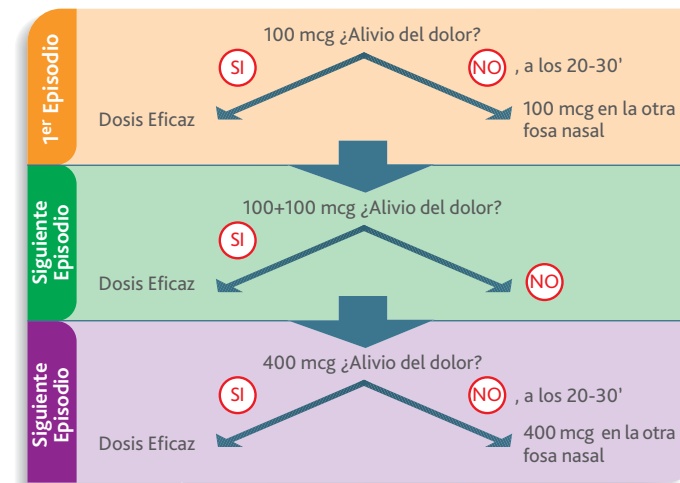 1er Episodio
100 mcg ¿Alivio del dolor?
SI
NO , a los 20-30’
Dosis Eficaz
100 mcg en la otra
fosa nasal
Siguiente
Episodio
100+100 mcg ¿Alivio del dolor?
SI
Dosis Eficaz
NO
Siguiente
Episodio
400 mcg ¿Alivio del dolor?
SI
NO , a los 20-30’
Dosis Eficaz
400 mcg en la otra
fosa nasal